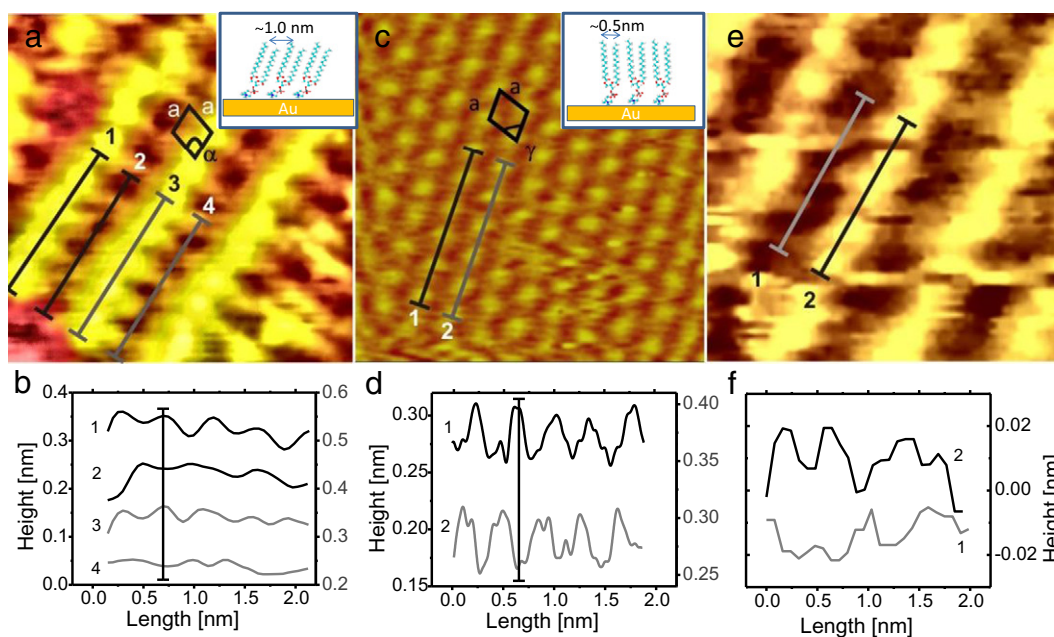 a
~1.0 nm
Au
a a
α
1
2
3
4
c
~0.5nm
Au
a
a
γ
1
2
e
1
2
b
0.4
0.3
0.2
0.1
0.0
0.6
0.5
0.4
0.3
0.2
1
2
3
4
Height [nm]
0.0 0.5 1.0 1.5 2.0
Length [nm]
d
0.30
0.25
0.20
0.15
0.40
0.35
0.30
0.25
1
2
Height [nm]
0.0 0.5 1.0 1.5 2.0
Length [nm]
f
0.02
0.00
-0.02
2
1
Height [nm]
0.0 0.5 1.0 1.5 2.0
Length [nm]